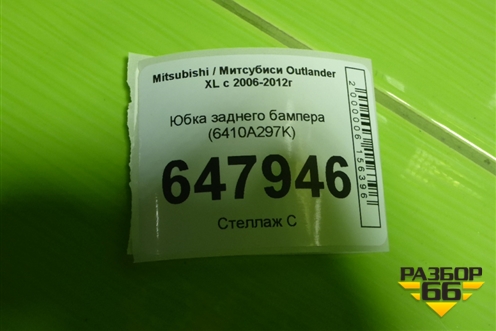 Mitsubishi / Митсубиси Outlander
XL с 2006-2012г
Юбка заднего бампера
(6410A297K)
647946
Стеллаж С
2000006156396
РАЗБОР
66